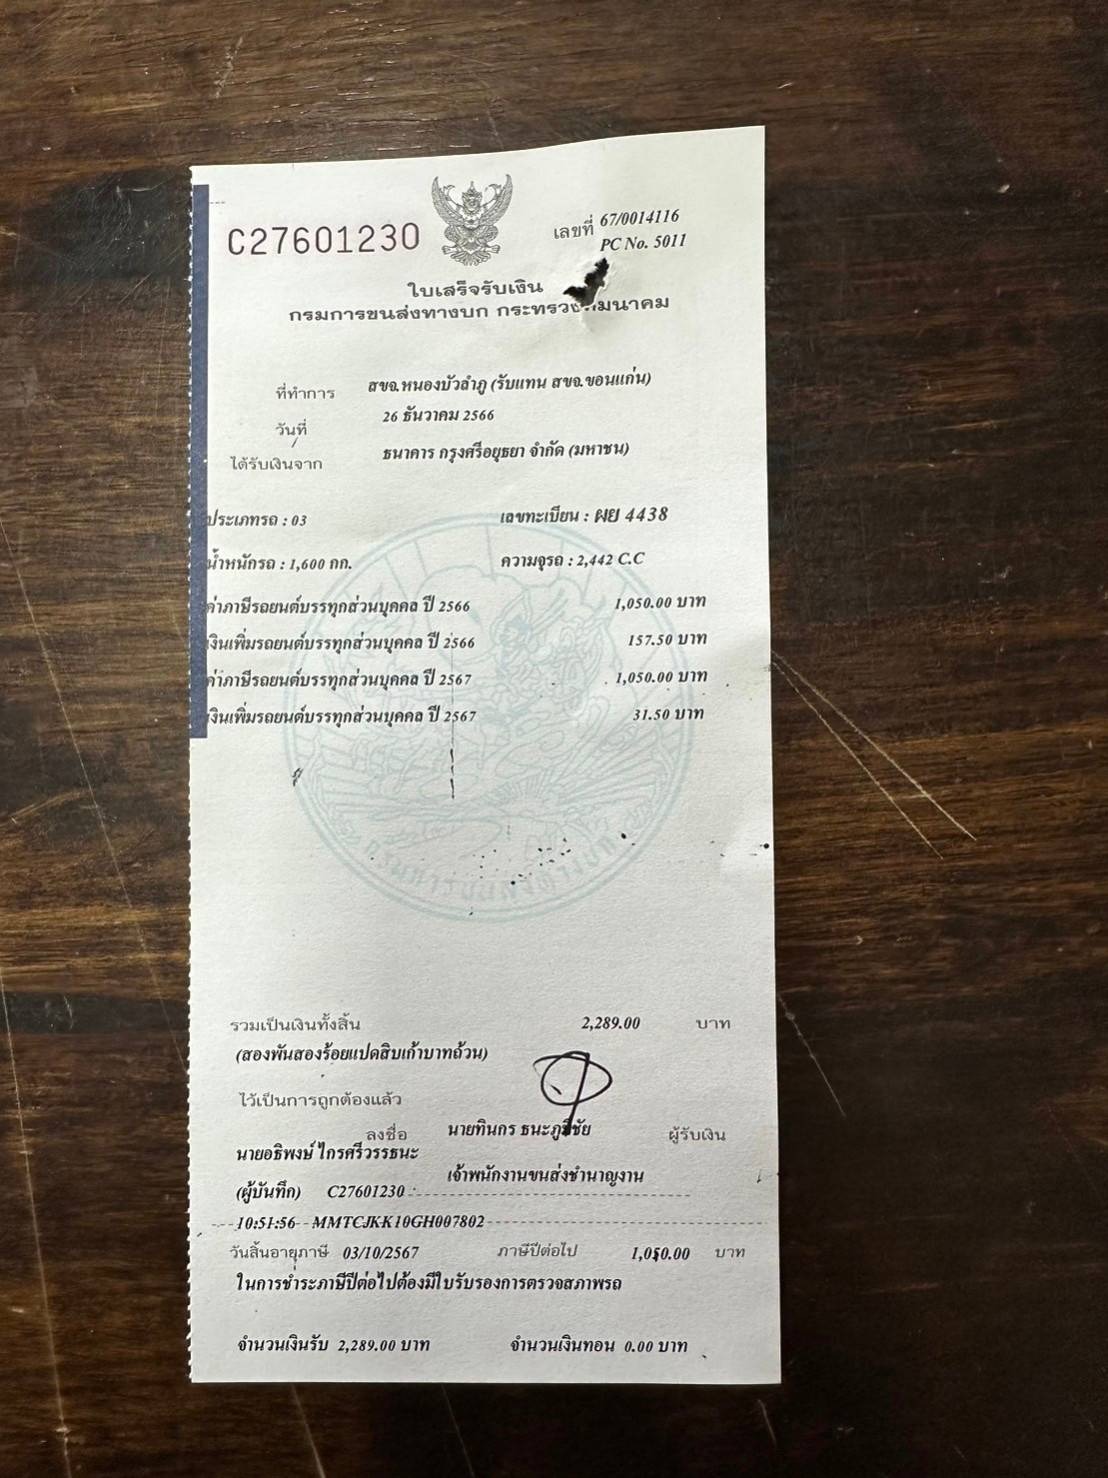 C27601230
เลขที่ 67/0014116
PC No. 5011
ใบเสร็จรับเงิน
กรมการขนส่งทางบก กระทรวงคมนาคม
ที่ทำการ สขจ.หนองบัวลำภู (รับแทน สขจ.ขอนแก่น)
วันที่ 26 ธันวาคม 2566
ได้รับเงินจาก ธนาคาร กรุงศรีอยุธยา จำกัด (มหาชน)
ประเภทรถ : 03 เลขทะเบียน : ผย 4438
น้ำหนักรถ : 1,600 กก. ความจุรถ : 2,442 C.C
ค่าภาษีรถยนต์บรรทุกส่วนบุคคล ปี 2566 1,050.00 บาท
เงินเพิ่มรถยนต์บรรทุกส่วนบุคคล ปี 2566 157.50 บาท
ค่าภาษีรถยนต์บรรทุกส่วนบุคคล ปี 2567 1,050.00 บาท
เงินเพิ่มรถยนต์บรรทุกส่วนบุคคล ปี 2567 31.50 บาท
กรมการขนส่งทางบก
รวมเป็นเงินทั้งสิ้น 2,289.00 บาท
(สองพันสองร้อยแปดสิบเก้าบาทถ้วน)
ไว้เป็นการถูกต้องแล้ว
ลงชื่อ นายทินกร ผู้รับเงิน
นายอธิพงษ์ ไกรศรีวรรธนะ
เจ้าพนักงานขนส่งชำนาญงาน
(ผู้บันทึก) C27601230
10:51:56 MMTCJKK10GH007802
วันสิ้นอายุภาษี 03/10/2567 ภาษีปีต่อไป 1,050.00 บาท
ในการชำระภาษีปีต่อไปต้องมีใบรับรองการตรวจสภาพรถ
จำนวนเงินรับ 2,289.00 บาท จำนวนเงินทอน 0.00 บาท